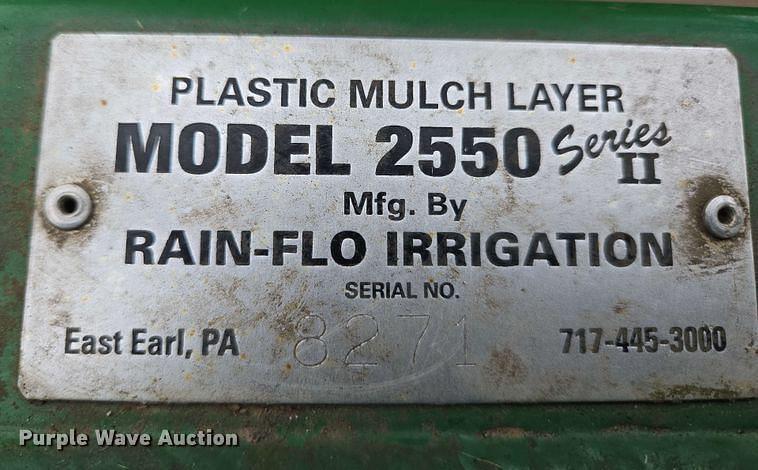 PLASTIC MULCH LAYER
MODEL 2550 Series II
Mfg. By
RAIN-FLO IRRIGATION
SERIAL NO.
East Earl, PA 8271 717-445-3000
Purple Wave Auction